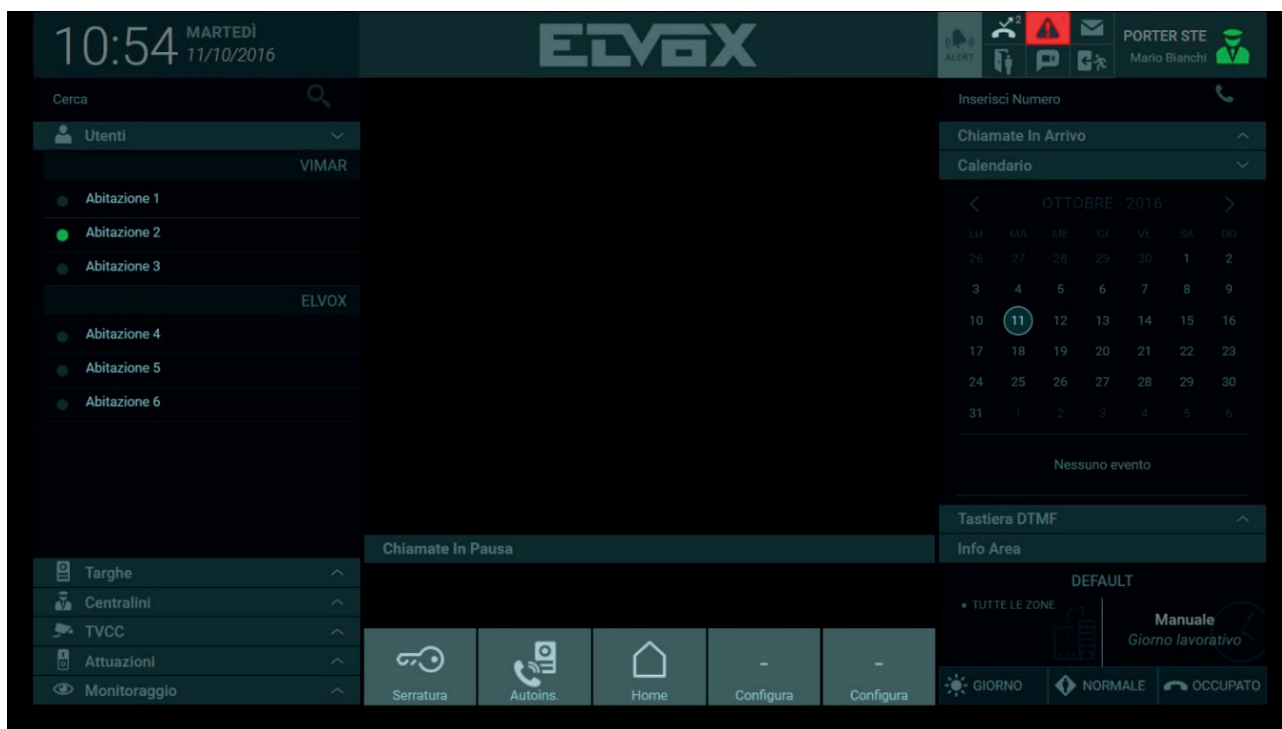 10:54 MARTEDÌ
11/10/2016
ELVOX
ALERT
2
PORTER STE
Mario Bianchi
Cerca
Utenti
VIMAR
Abitazione 1
Abitazione 2
Abitazione 3
ELVOX
Abitazione 4
Abitazione 5
Abitazione 6
Targhe
Centralini
TVCC
Attuazioni
Monitoraggio
Chiamate In Pausa
Serratura
Autoins.
Home
- Configura
- Configura
Inserisci Numero
Chiamate In Arrivo
Calendario
OTTOBRE 2016
LU MA ME GI VE SA DO
26 27 28 29 30 1 2
3 4 5 6 7 8 9
10 11 12 13 14 15 16
17 18 19 20 21 22 23
24 25 26 27 28 29 30
31 1 2 3 4 5 6
Nessuno evento
Tastiera DTMF
Info Area
DEFAULT
• TUTTE LE ZONE
Manuale
Giorno lavorativo
GIORNO
NORMALE
OCCUPATO